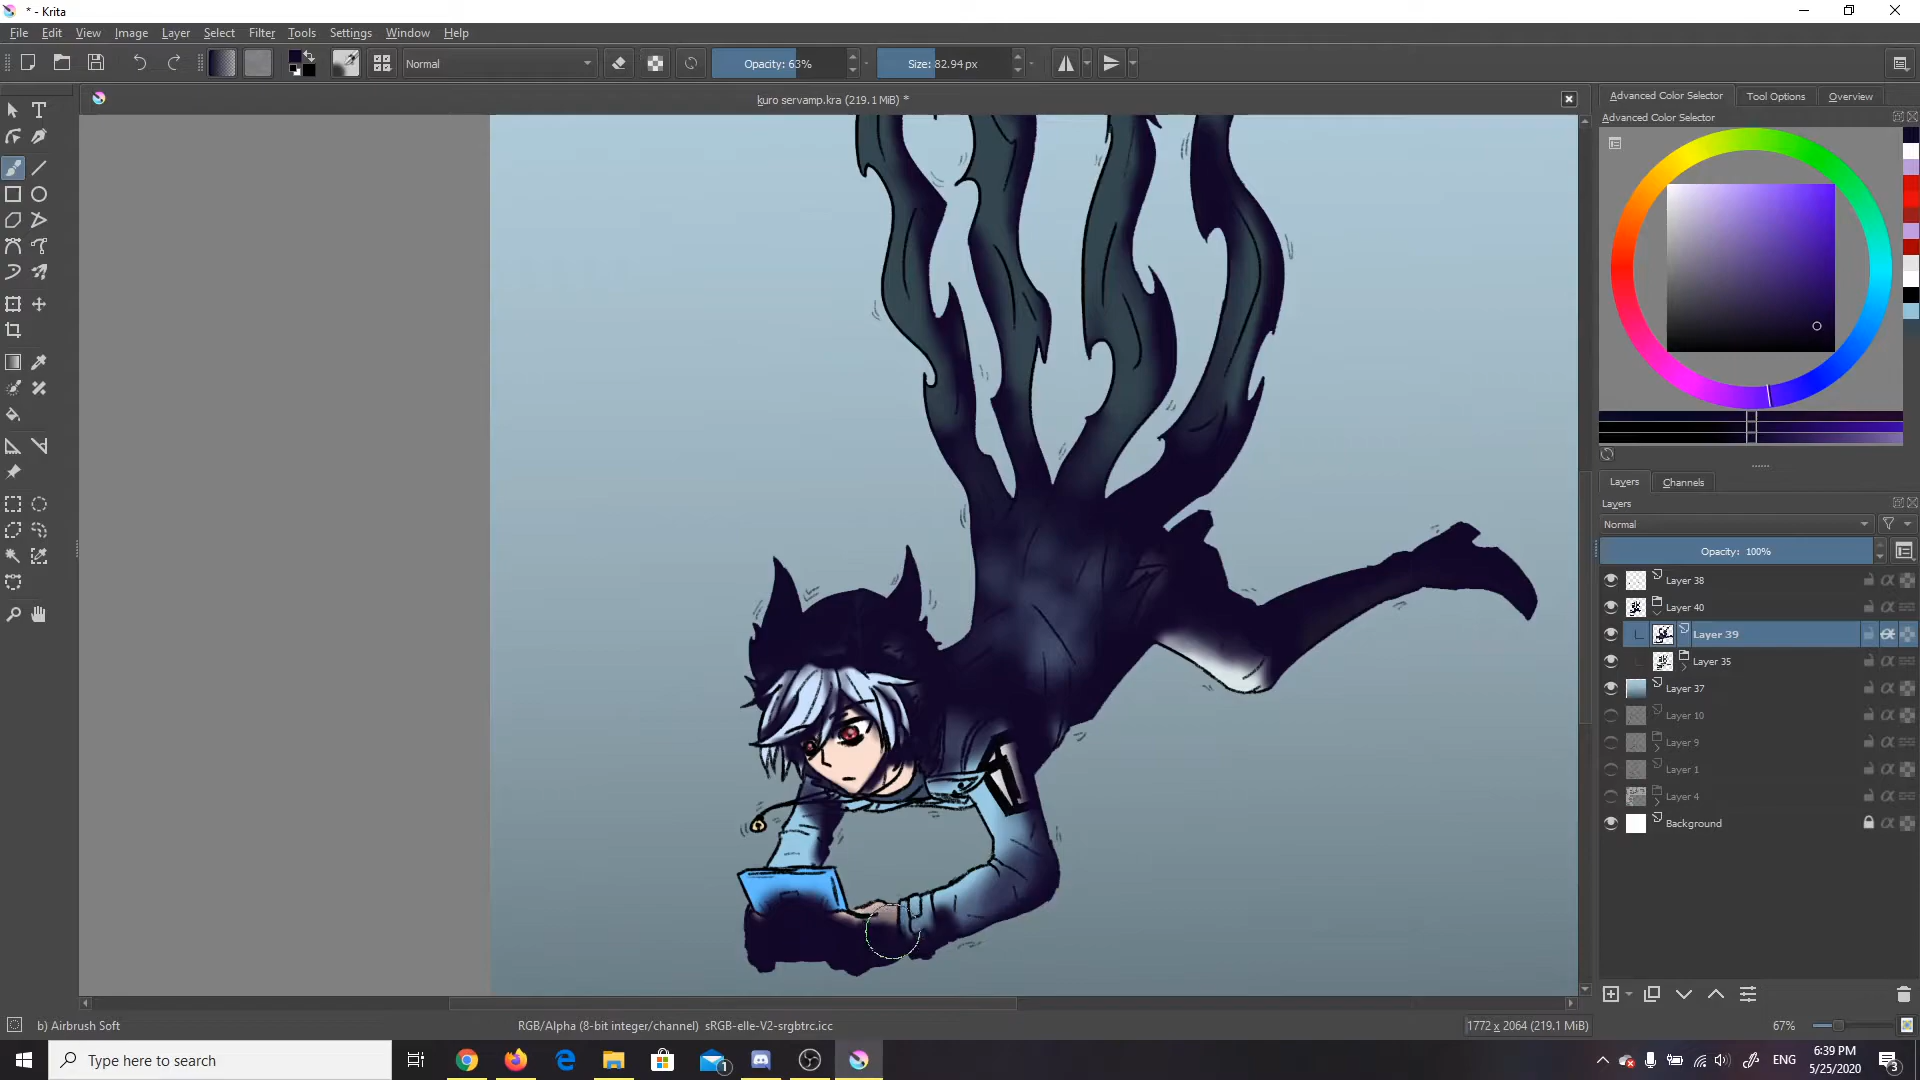 * - Krita
File Edit View Image Layer Select Filter Tools Settings Window Help
Normal Opacity: 63% Size: 82.94 px
kuro servamp.kra (219.1 MiB) *
Advanced Color Selector Tool Options Overview
Advanced Color Selector
Layers Channels
Layers
Normal
Opacity: 100%
Layer 38
Layer 40
Layer 39
Layer 35
Layer 37
Layer 10
Layer 9
Layer 1
Layer 4
Background
b) Airbrush Soft RGB/Alpha (8-bit integer/channel) sRGB-elle-V2-srgbtrc.icc 1772 x 2064 (219.1 MiB) 67%
Type here to search
1
ENG
6:39 PM
5/25/2020
3